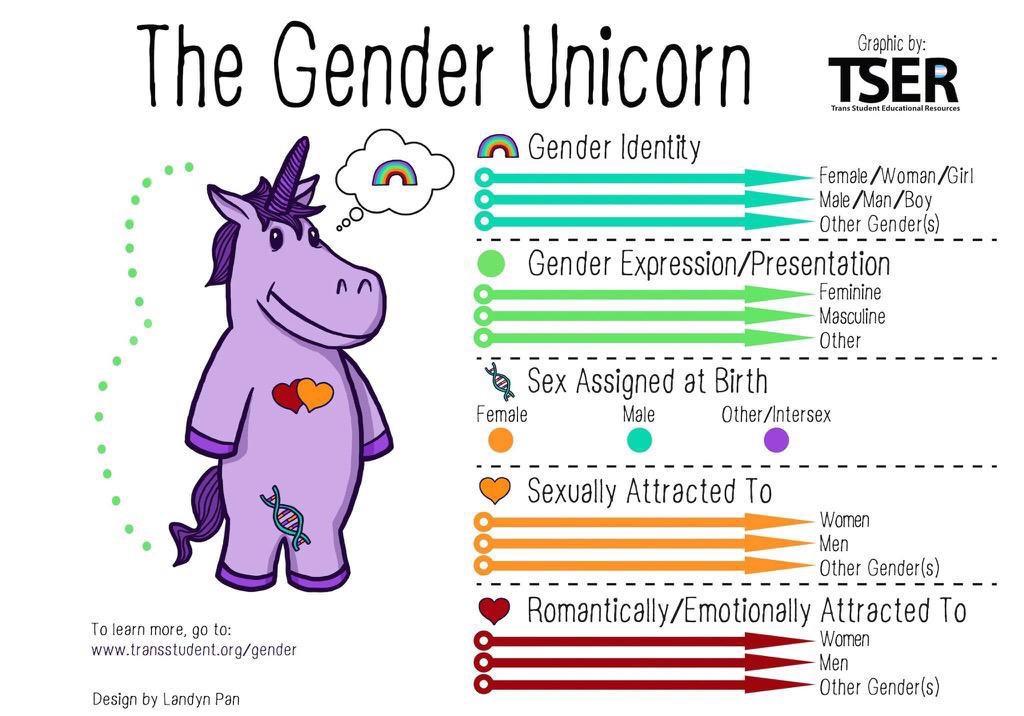 The Gender Unicorn
Graphic by:
TSER
Trans Student Educational Resources
Gender Identity
Female/Woman/Girl
Male/Man/Boy
Other Gender(s)
Gender Expression/Presentation
Feminine
Masculine
Other
Sex Assigned at Birth
Female Male Other/Intersex
Sexually Attracted To
Women
Men
Other Gender(s)
Romantically/Emotionally Attracted To
Women
Men
Other Gender(s)
To learn more, go to:
www.transstudent.org/gender
Design by Landyn Pan